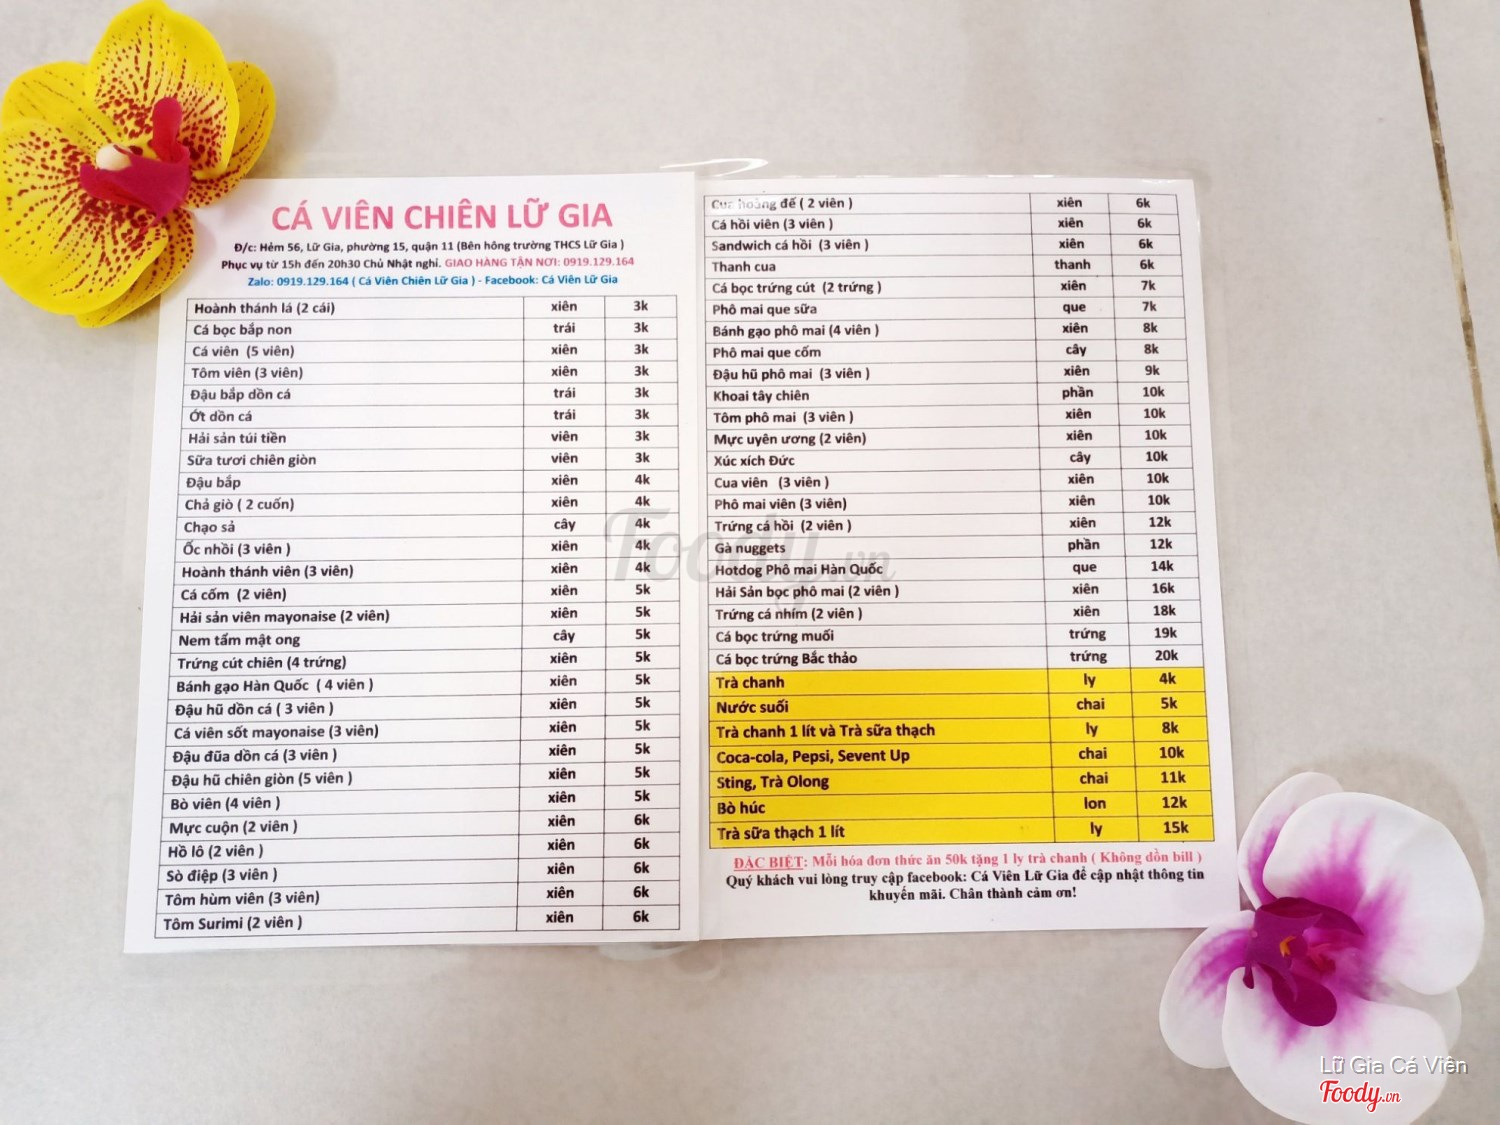 CÁ VIÊN CHIÊN LỮ GIA
Đ/c: Hẻm 56, Lữ Gia, phường 15, quận 11 (Bên hông trường THCS Lữ Gia )
Phục vụ từ 15h đến 20h30 Chủ Nhật nghỉ. GIAO HÀNG TẬN NƠI: 0919.129.164
Zalo: 0919.129.164 ( Cá Viên Chiên Lữ Gia ) - Facebook: Cá Viên Lữ Gia
Hoành thánh lá (2 cái) xiên 3k
Cá bọc bắp non trái 3k
Cá viên (5 viên) xiên 3k
Tôm viên (3 viên) xiên 3k
Đậu bắp dồn cá trái 3k
Ớt dồn cá trái 3k
Hải sản túi tiền viên 3k
Sữa tươi chiên giòn viên 3k
Đậu bắp xiên 4k
Chả giò ( 2 cuốn) xiên 4k
Chạo sả cây 4k
Ốc nhồi (3 viên ) xiên 4k
Hoành thánh viên (3 viên) xiên 4k
Cá cốm (2 viên) xiên 5k
Hải sản viên mayonaise (2 viên) xiên 5k
Nem tẩm mật ong cây 5k
Trứng cút chiên (4 trứng) xiên 5k
Bánh gạo Hàn Quốc ( 4 viên ) xiên 5k
Đậu hũ dồn cá ( 3 viên ) xiên 5k
Cá viên sốt mayonaise (3 viên) xiên 5k
Đậu đũa dồn cá (3 viên ) xiên 5k
Đậu hũ chiên giòn (5 viên ) xiên 5k
Bò viên (4 viên ) xiên 5k
Mực cuộn (2 viên ) xiên 6k
Hồ lô (2 viên ) xiên 6k
Sò điệp (3 viên ) xiên 6k
Tôm hùm viên (3 viên) xiên 6k
Tôm Surimi (2 viên ) xiên 6k
Cua hoàng đế ( 2 viên ) xiên 6k
Cá hồi viên (3 viên ) xiên 6k
Sandwich cá hồi (3 viên ) xiên 6k
Thanh cua thanh 6k
Cá bọc trứng cút (2 trứng ) xiên 7k
Phô mai que sữa que 7k
Bánh gạo phô mai (4 viên ) xiên 8k
Phô mai que cốm cây 8k
Đậu hũ phô mai (3 viên ) xiên 9k
Khoai tây chiên phần 10k
Tôm phô mai (3 viên ) xiên 10k
Mực uyên ương (2 viên) xiên 10k
Xúc xích Đức cây 10k
Cua viên (3 viên ) xiên 10k
Phô mai viên (3 viên) xiên 10k
Trứng cá hồi (2 viên ) xiên 12k
Gà nuggets phần 12k
Hotdog Phô mai Hàn Quốc que 14k
Hải Sản bọc phô mai (2 viên ) xiên 16k
Trứng cá nhím (2 viên ) xiên 18k
Cá bọc trứng muối trứng 19k
Cá bọc trứng Bắc thảo trứng 20k
Trà chanh ly 4k
Nước suối chai 5k
Trà chanh 1 lít và Trà sữa thạch ly 8k
Coca-cola, Pepsi, Sevent Up chai 10k
Sting, Trà Olong chai 11k
Bò húc lon 12k
Trà sữa thạch 1 lít ly 15k
ĐẶC BIỆT: Mỗi hóa đơn thức ăn 50k tặng 1 ly trà chanh ( Không dồn bill )
Quý khách vui lòng truy cập facebook: Cá Viên Lữ Gia để cập nhật thông tin
khuyến mãi. Chân thành cảm ơn!
Foody.vn
Lữ Gia Cá Viên
Foody.vn